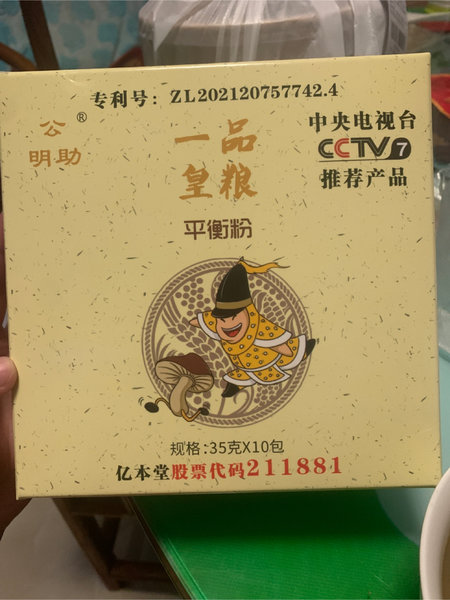 专利号：ZL202120757742.4
公明助®
一品皇粮
平衡粉
中央电视台
CCTV7
推荐产品
规格:35克X10包
亿本堂股票代码211881